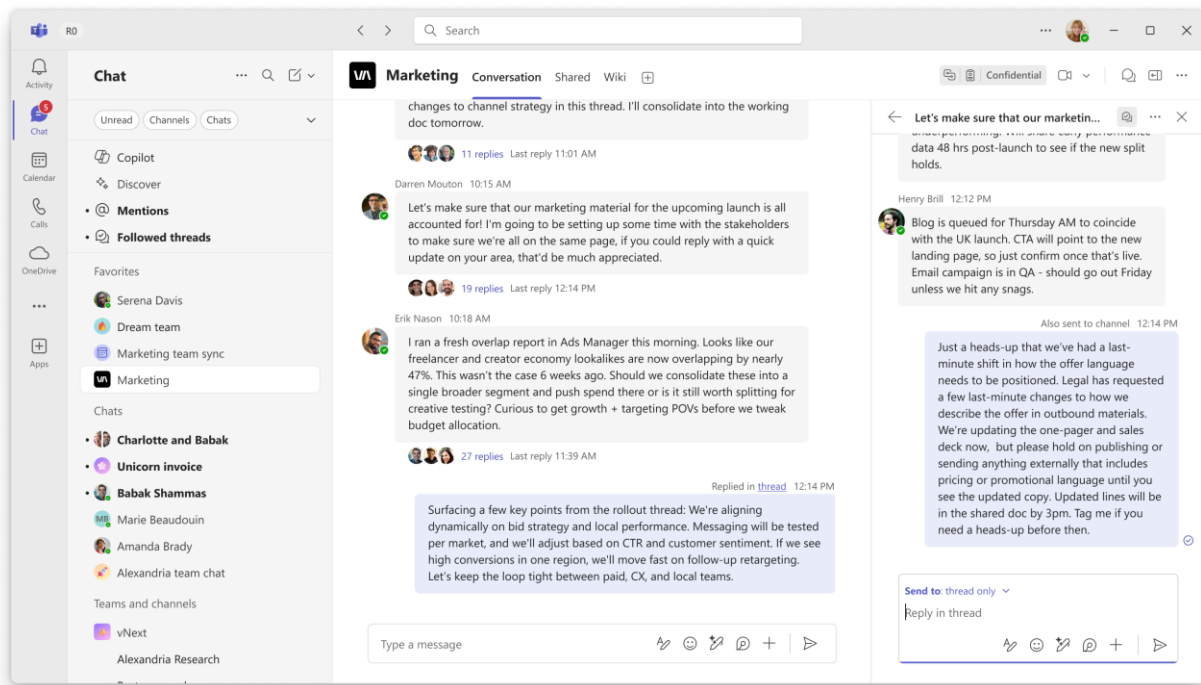 R0
Search
Activity
5
Chat
Calendar
Calls
OneDrive
Apps
Chat
Unread
Channels
Chats
Copilot
Discover
Mentions
Followed threads
Favorites
Serena Davis
Dream team
Marketing team sync
Marketing
Chats
Charlotte and Babak
Unicorn invoice
Babak Shammas
MB Marie Beaudouin
Amanda Brady
Alexandria team chat
Teams and channels
vNext
Alexandria Research
Marketing Conversation Shared Wiki
Confidential
changes to channel strategy in this thread. I'll consolidate into the working
doc tomorrow.
11 replies Last reply 11:01 AM
Darren Mouton 10:15 AM
Let's make sure that our marketing material for the upcoming launch is all
accounted for! I'm going to be setting up some time with the stakeholders
to make sure we're all on the same page, if you could reply with a quick
update on your area, that'd be much appreciated.
19 replies Last reply 12:14 PM
Erik Nason 10:18 AM
I ran a fresh overlap report in Ads Manager this morning. Looks like our
freelancer and creator economy lookalikes are now overlapping by nearly
47%. This wasn't the case 6 weeks ago. Should we consolidate these into a
single broader segment and push spend there or is it still worth splitting for
creative testing? Curious to get growth + targeting POVs before we tweak
budget allocation.
27 replies Last reply 11:39 AM
Replied in thread 12:14 PM
Surfacing a few key points from the rollout thread: We're aligning
dynamically on bid strategy and local performance. Messaging will be tested
per market, and we'll adjust based on CTR and customer sentiment. If we see
high conversions in one region, we'll move fast on follow-up retargeting.
Let's keep the loop tight between paid, CX, and local teams.
Type a message
Let's make sure that our marketin...
underperforming. Will share early performance
data 48 hrs post-launch to see if the new split
holds.
Henry Brill 12:12 PM
Blog is queued for Thursday AM to coincide
with the UK launch. CTA will point to the new
landing page, so just confirm once that's live.
Email campaign is in QA - should go out Friday
unless we hit any snags.
Also sent to channel 12:14 PM
Just a heads-up that we've had a last-
minute shift in how the offer language
needs to be positioned. Legal has requested
a few last-minute changes to how we
describe the offer in outbound materials.
We're updating the one-pager and sales
deck now, but please hold on publishing or
sending anything externally that includes
pricing or promotional language until you
see the updated copy. Updated lines will be
in the shared doc by 3pm. Tag me if you
need a heads-up before then.
Send to: thread only
Reply in thread